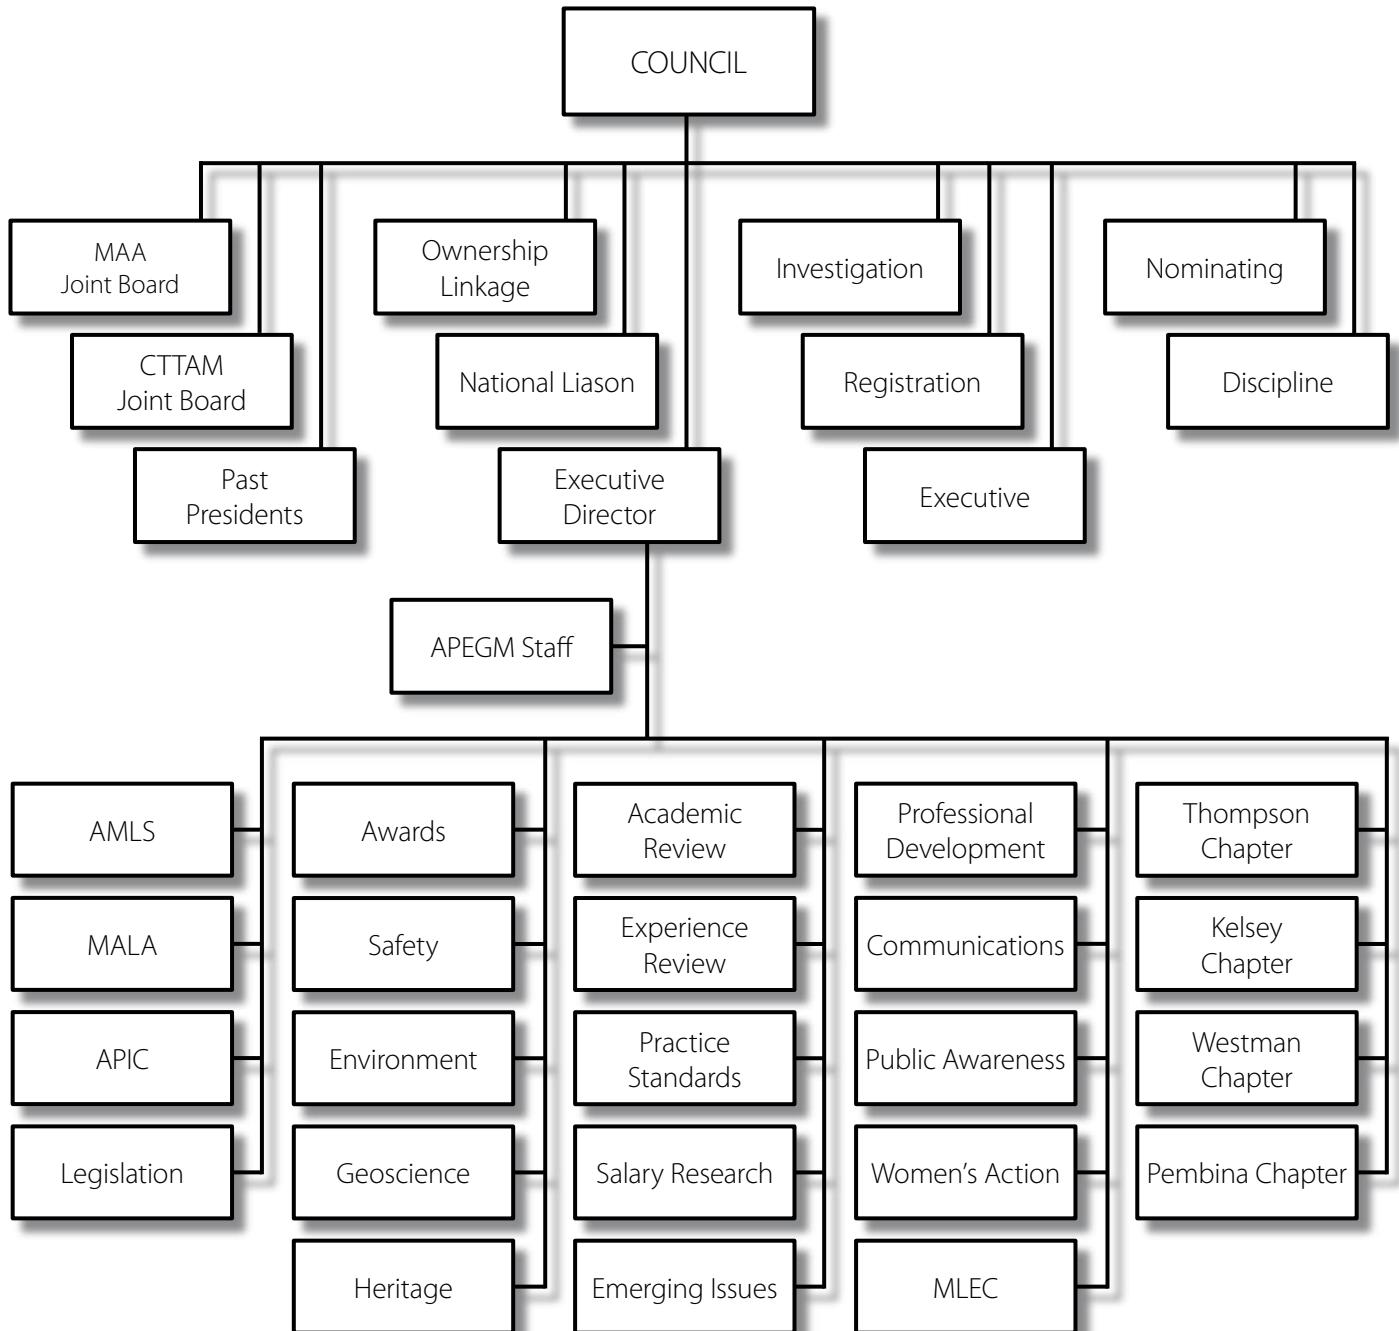 COUNCIL
MAA
Joint Board
Ownership
Linkage
Investigation
Nominating
CTTAM
Joint Board
National Liason
Registration
Discipline
Past
Presidents
Executive
Director
Executive
APEGM Staff
AMLS
Awards
Academic
Review
Professional
Development
Thompson
Chapter
MALA
Safety
Experience
Review
Communications
Kelsey
Chapter
APIC
Environment
Practice
Standards
Public Awareness
Westman
Chapter
Legislation
Geoscience
Salary Research
Women's Action
Pembina Chapter
Heritage
Emerging Issues
MLEC